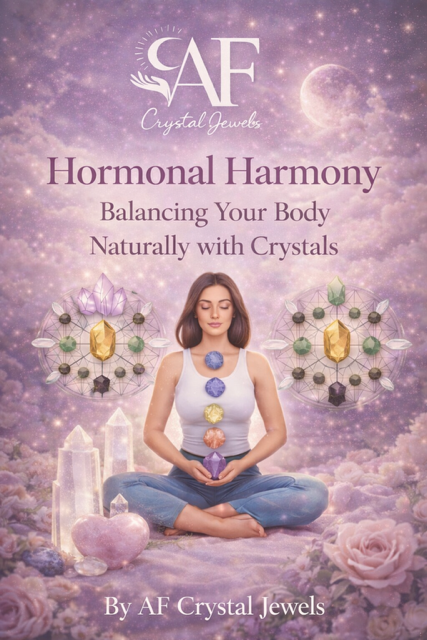 AF
Crystal Jewels
Hormonal Harmony
Balancing Your Body
Naturally with Crystals
By AF Crystal Jewels